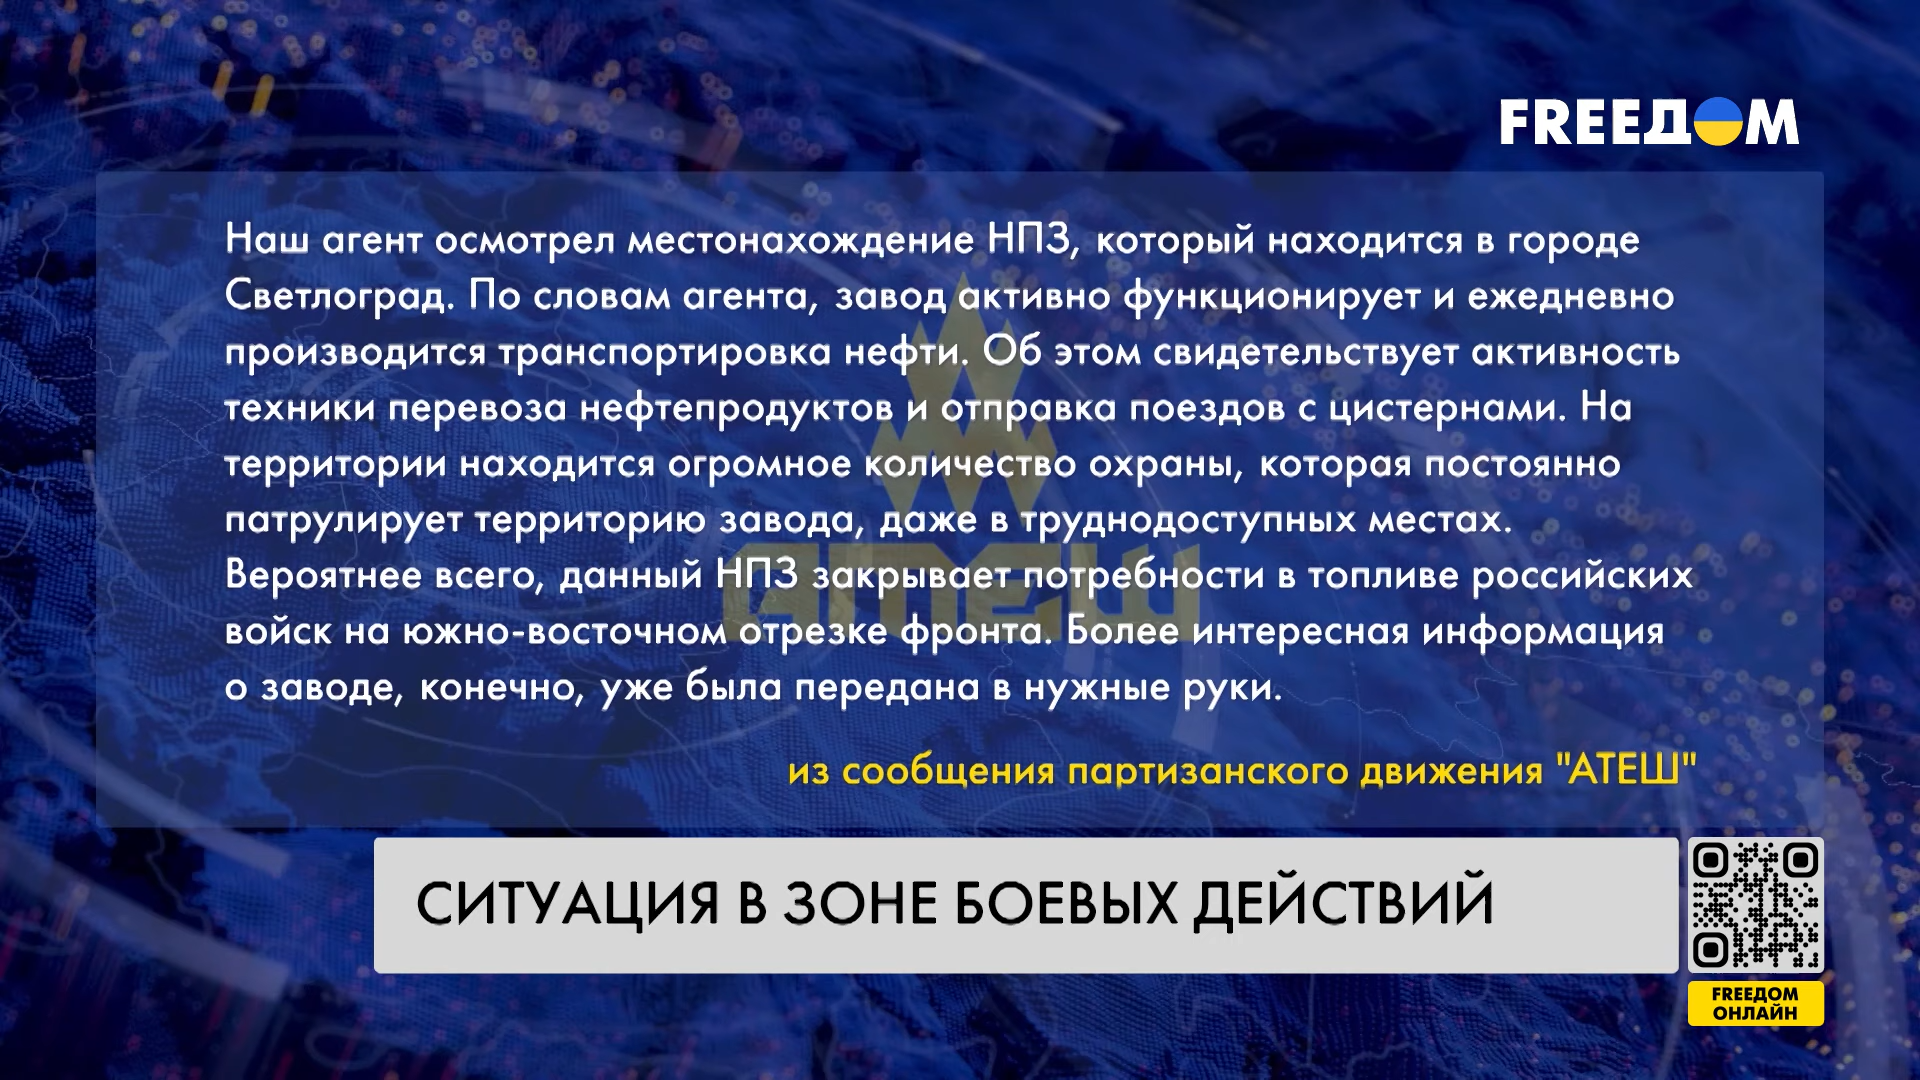 FREEДOM
Наш агент осмотрел местонахождение НПЗ, который находится в городе
Светлоград. По словам агента, завод активно функционирует и ежедневно
производится транспортировка нефти. Об этом свидетельствует активность
техники перевоза нефтепродуктов и отправка поездов с цистернами. На
территории находится огромное количество охраны, которая постоянно
патрулирует территорию завода, даже в труднодоступных местах.
Вероятнее всего, данный НПЗ закрывает потребности в топливе российских
войск на южно-восточном отрезке фронта. Более интересная информация
о заводе, конечно, уже была передана в нужные руки.
АТЕШ
из сообщения партизанского движения "АТЕШ"
СИТУАЦИЯ В ЗОНЕ БОЕВЫХ ДЕЙСТВИЙ
FREEДOM
ОНЛАЙН